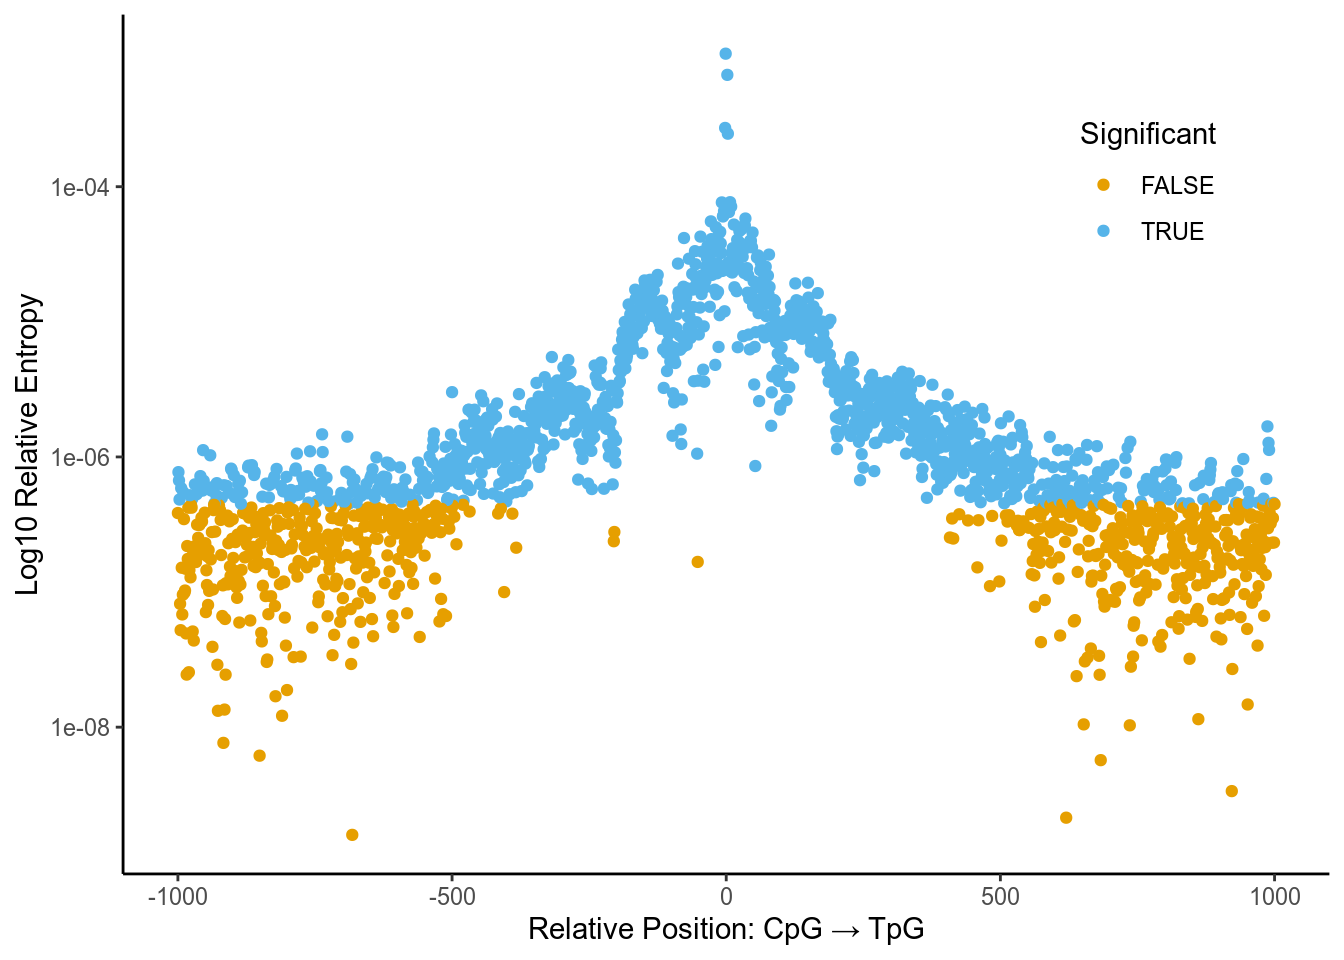 Significant
FALSE
TRUE
Log10 Relative Entropy
1e-04
1e-06
1e-08
-1000
-500
0
500
1000
Relative Position: CpG → TpG